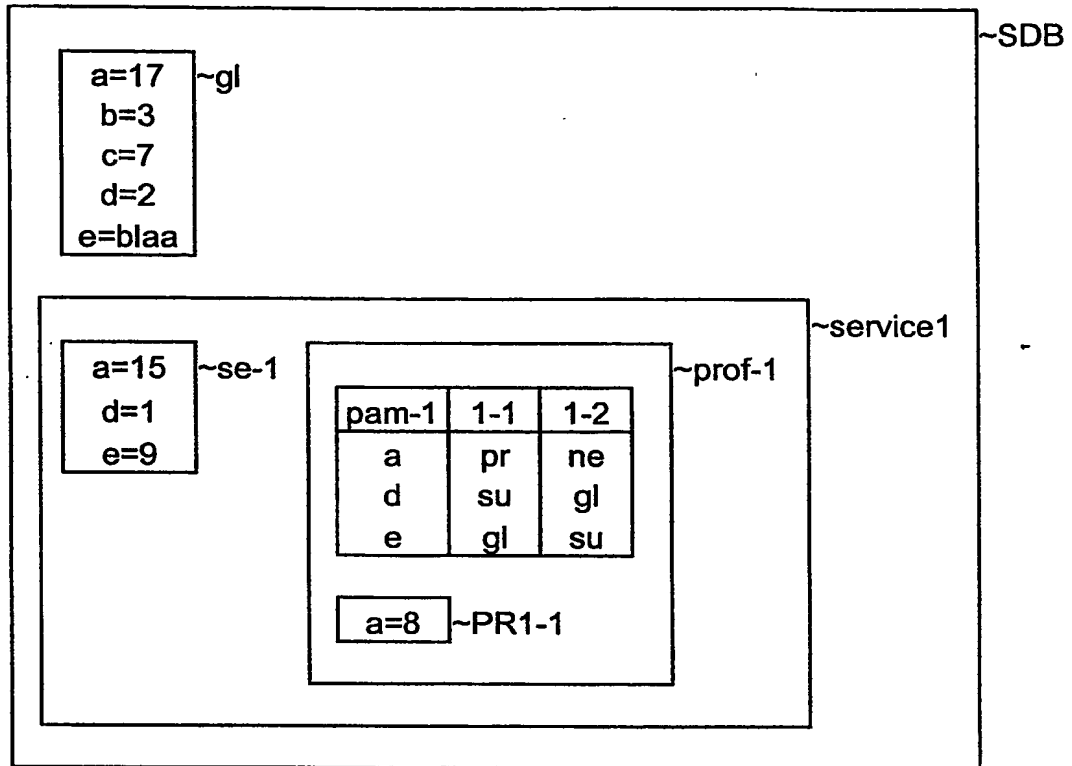 ~SDB
a=17 ~gl
b=3
c=7
d=2
e=blaa
~service1
a=15 ~se-1
d=1
e=9
~prof-1
pam-1 1-1 1-2
a pr ne
d su gl
e gl su
a=8 ~PR1-1